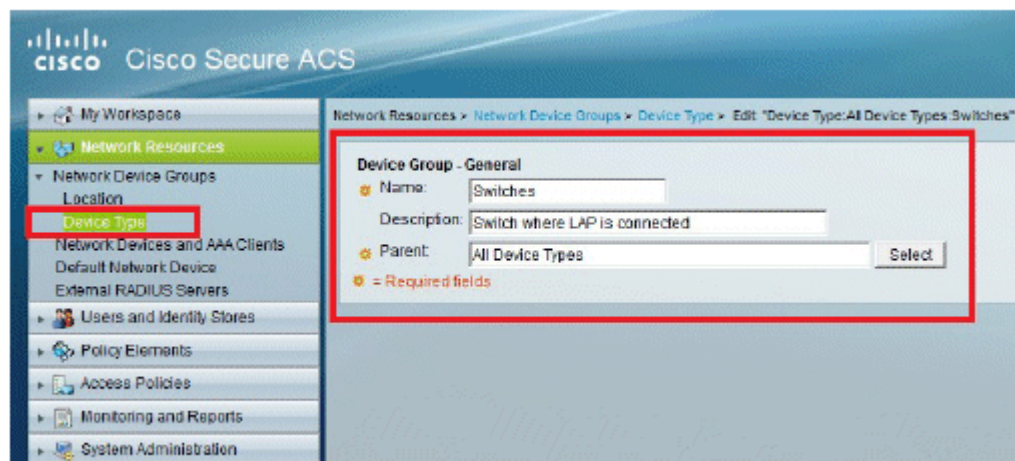 CISCO Cisco Secure ACS
My Workspace
Network Resources
Network Device Groups
Location
Device Type
Network Devices and AAA Clients
Default Network Device
External RADIUS Servers
Users and Identity Stores
Policy Elements
Access Policies
Monitoring and Reports
System Administration
Network Resources > Network Device Groups > Device Type > Edit "Device Type:All Device Types:Switches"
Device Group - General
Name: Switches
Description: Switch where LAP is connected
Parent: All Device Types Select
= Required fields